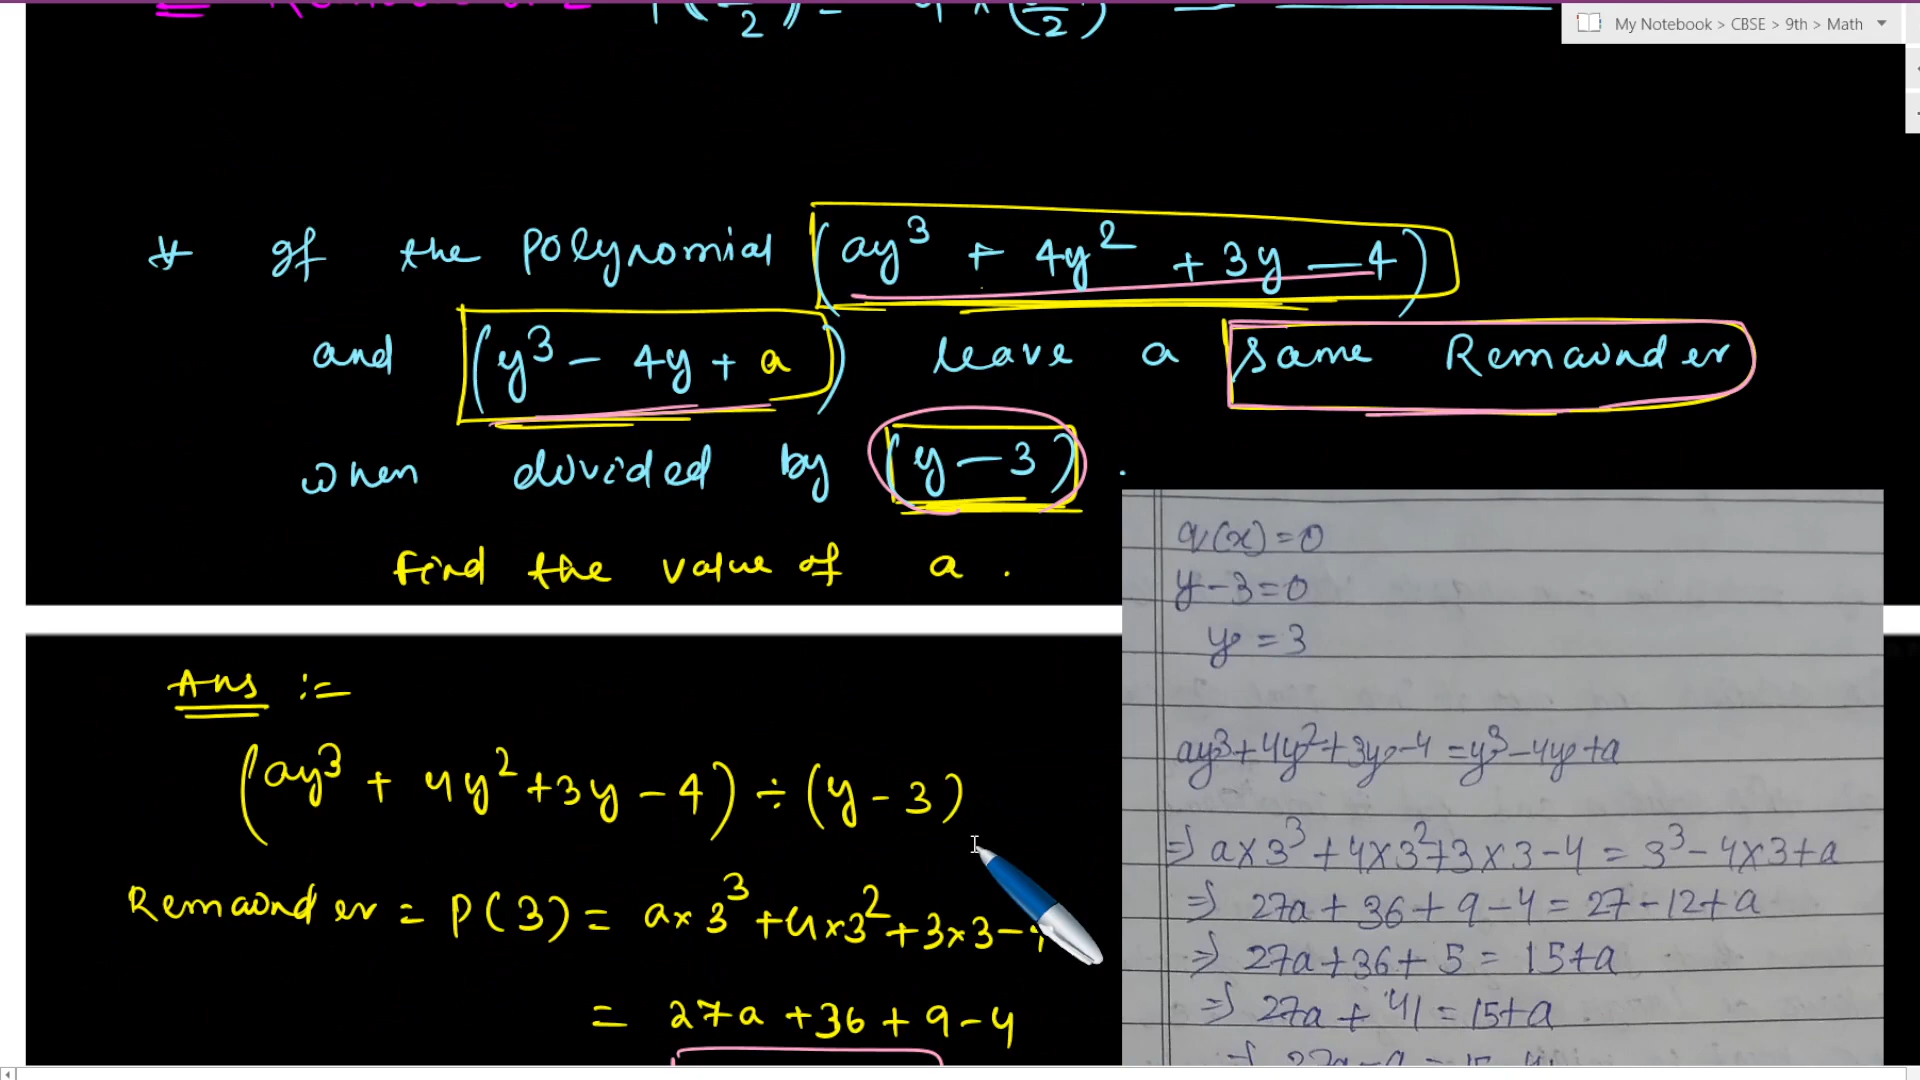 My Notebook > CBSE > 9th > Math
* If the Polynomial (ay³ + 4y² + 3y - 4)
and (y³ - 4y + a) leave a same Remainder
when divided by (y - 3) .
find the value of a .
Ans :=
(ay³ + 4y² + 3y - 4) ÷ (y - 3)
Remainder = P(3) = a×3³ + 4×3² + 3×3 -
= 27a + 36 + 9 - 4
q(x) = 0
y - 3 = 0
y = 3
ay³ + 4y² + 3y - 4 = y³ - 4y + a
⇒ a×3³ + 4×3² + 3×3 - 4 = 3³ - 4×3 + a
⇒ 27a + 36 + 9 - 4 = 27 - 12 + a
⇒ 27a + 36 + 5 = 15 + a
⇒ 27a + 41 = 15 + a